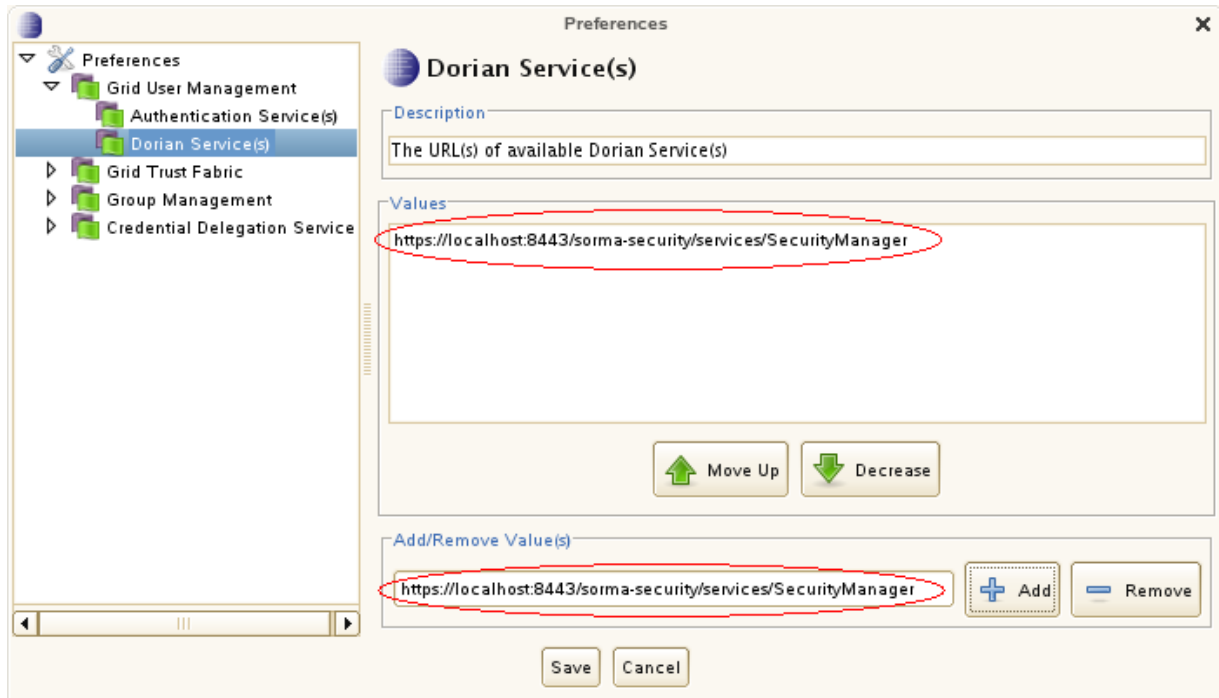 Preferences
Preferences
Grid User Management
Authentication Service(s)
Dorian Service(s)
Grid Trust Fabric
Group Management
Credential Delegation Service
Dorian Service(s)
Description
The URL(s) of available Dorian Service(s)
Values
https://localhost:8443/sorma-security/services/SecurityManager
Move Up
Decrease
Add/Remove Value(s)
https://localhost:8443/sorma-security/services/SecurityManager
Add
Remove
Save
Cancel